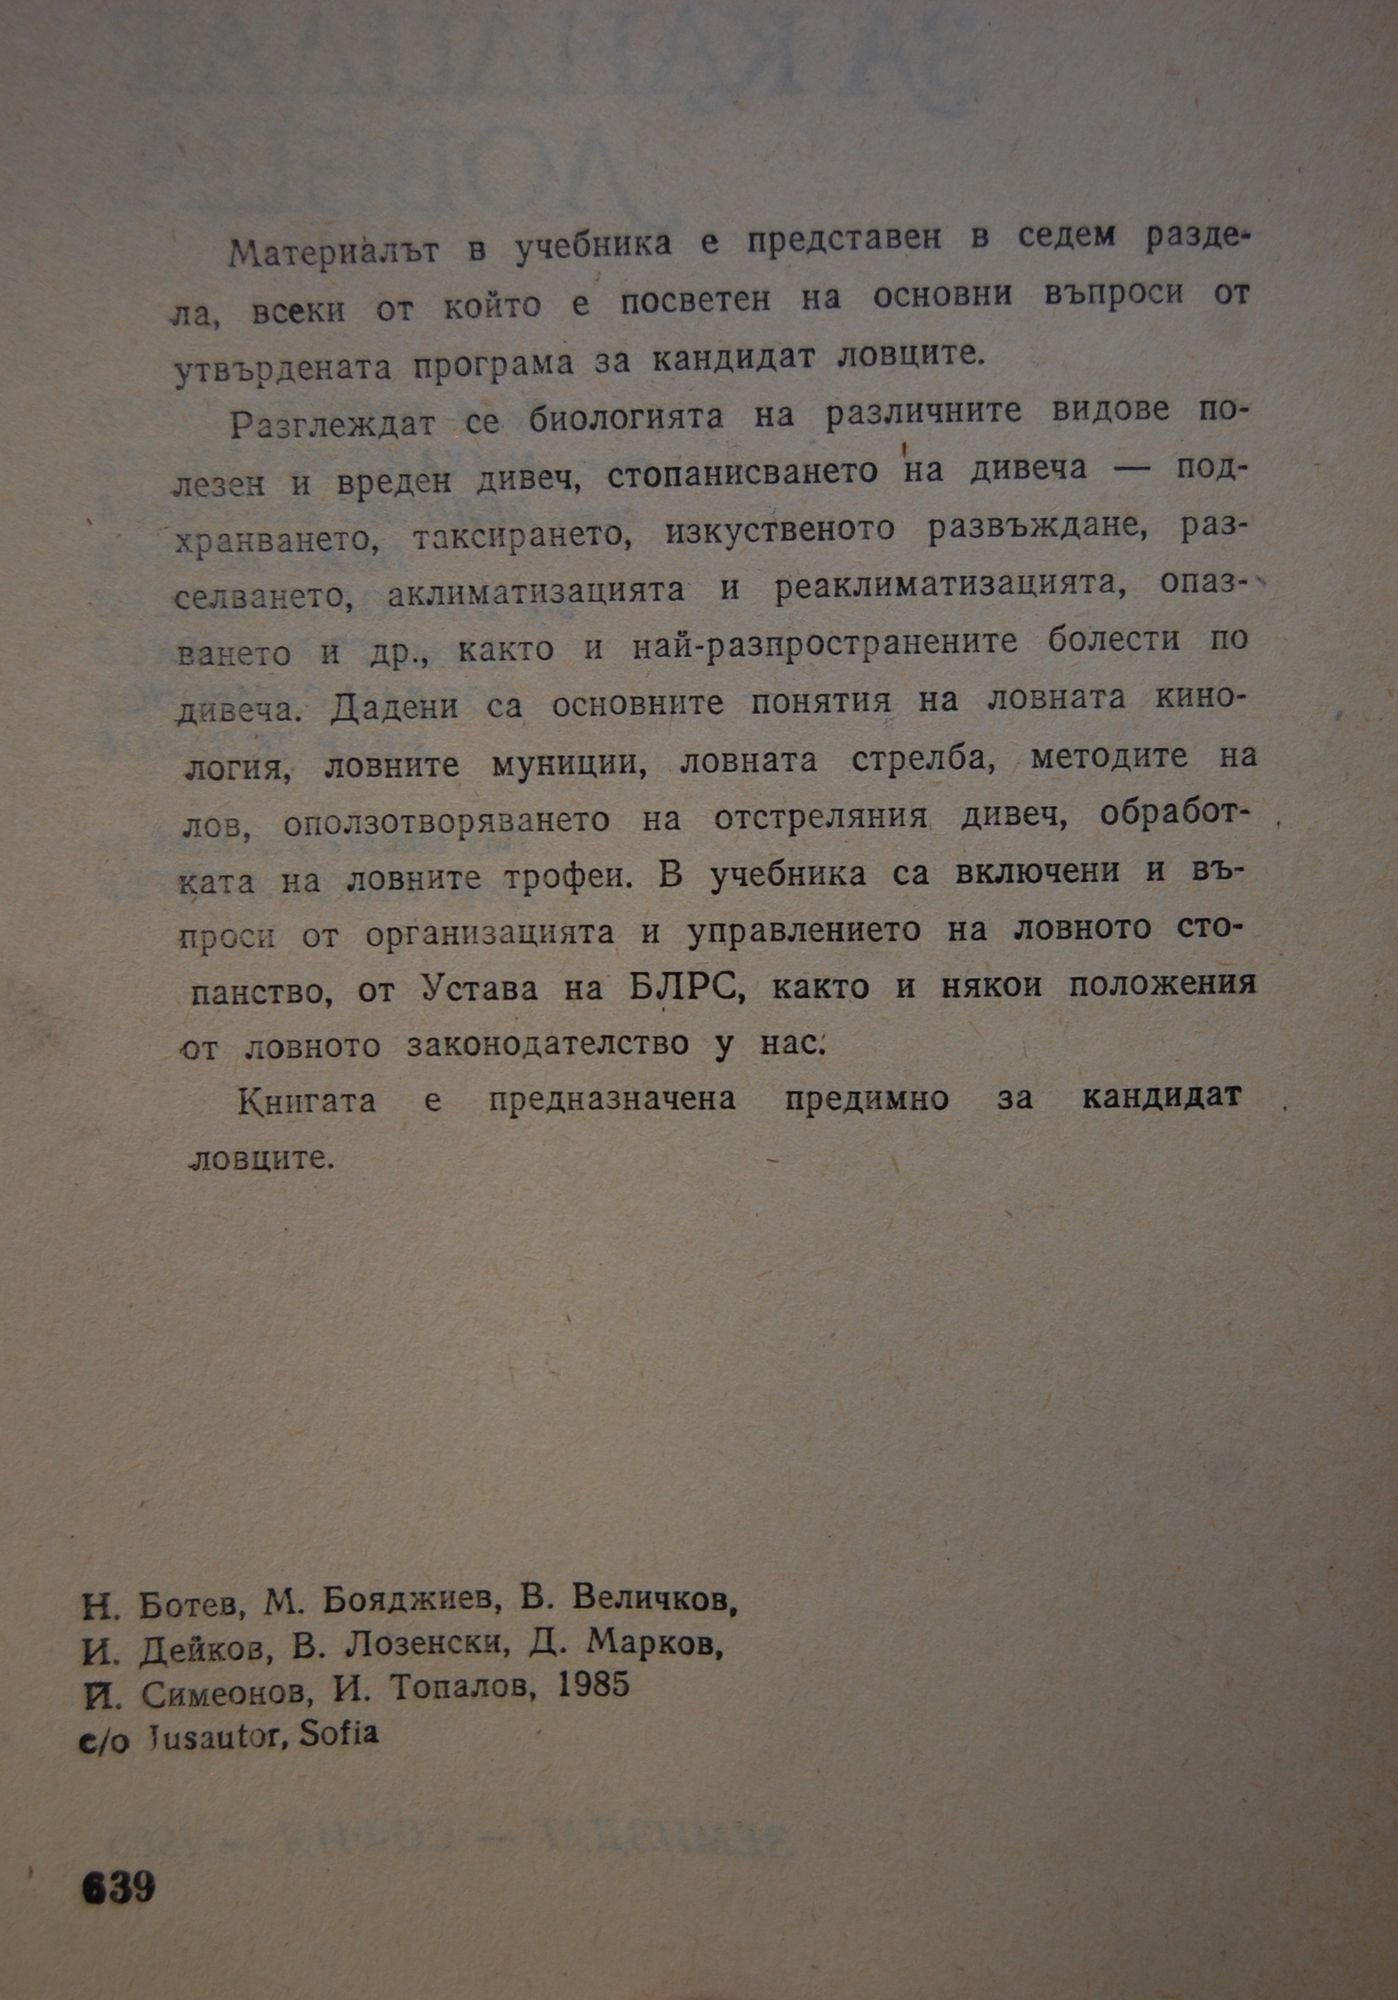 Материалът в учебника е представен в седем разде-
ла, всеки от който е посветен на основни въпроси от
утвърдената програма за кандидат ловците.
Разглеждат се биологията на различните видове по-
лезен и вреден дивеч, стопанисването на дивеча — под-
хранването, таксирането, изкуственото развъждане, раз-
селването, аклиматизацията и реаклиматизацията, опаз-
ването и др., както и най-разпространените болести по
дивеча. Дадени са основните понятия на ловната кино-
логия, ловните муниции, ловната стрелба, методите на
лов, оползотворяването на отстреляния дивеч, обработ-
ката на ловните трофеи. В учебника са включени и въ-
проси от организацията и управлението на ловното сто-
панство, от Устава на БЛРС, както и някои положения
от ловното законодателство у нас.
Книгата е предназначена предимно за кандидат
ловците.
Н. Ботев, М. Бояджиев, В. Величков,
И. Дейков, В. Лозенски, Д. Марков,
Й. Симеонов, И. Топалов, 1985
c/o Jusautor, Sofia
639